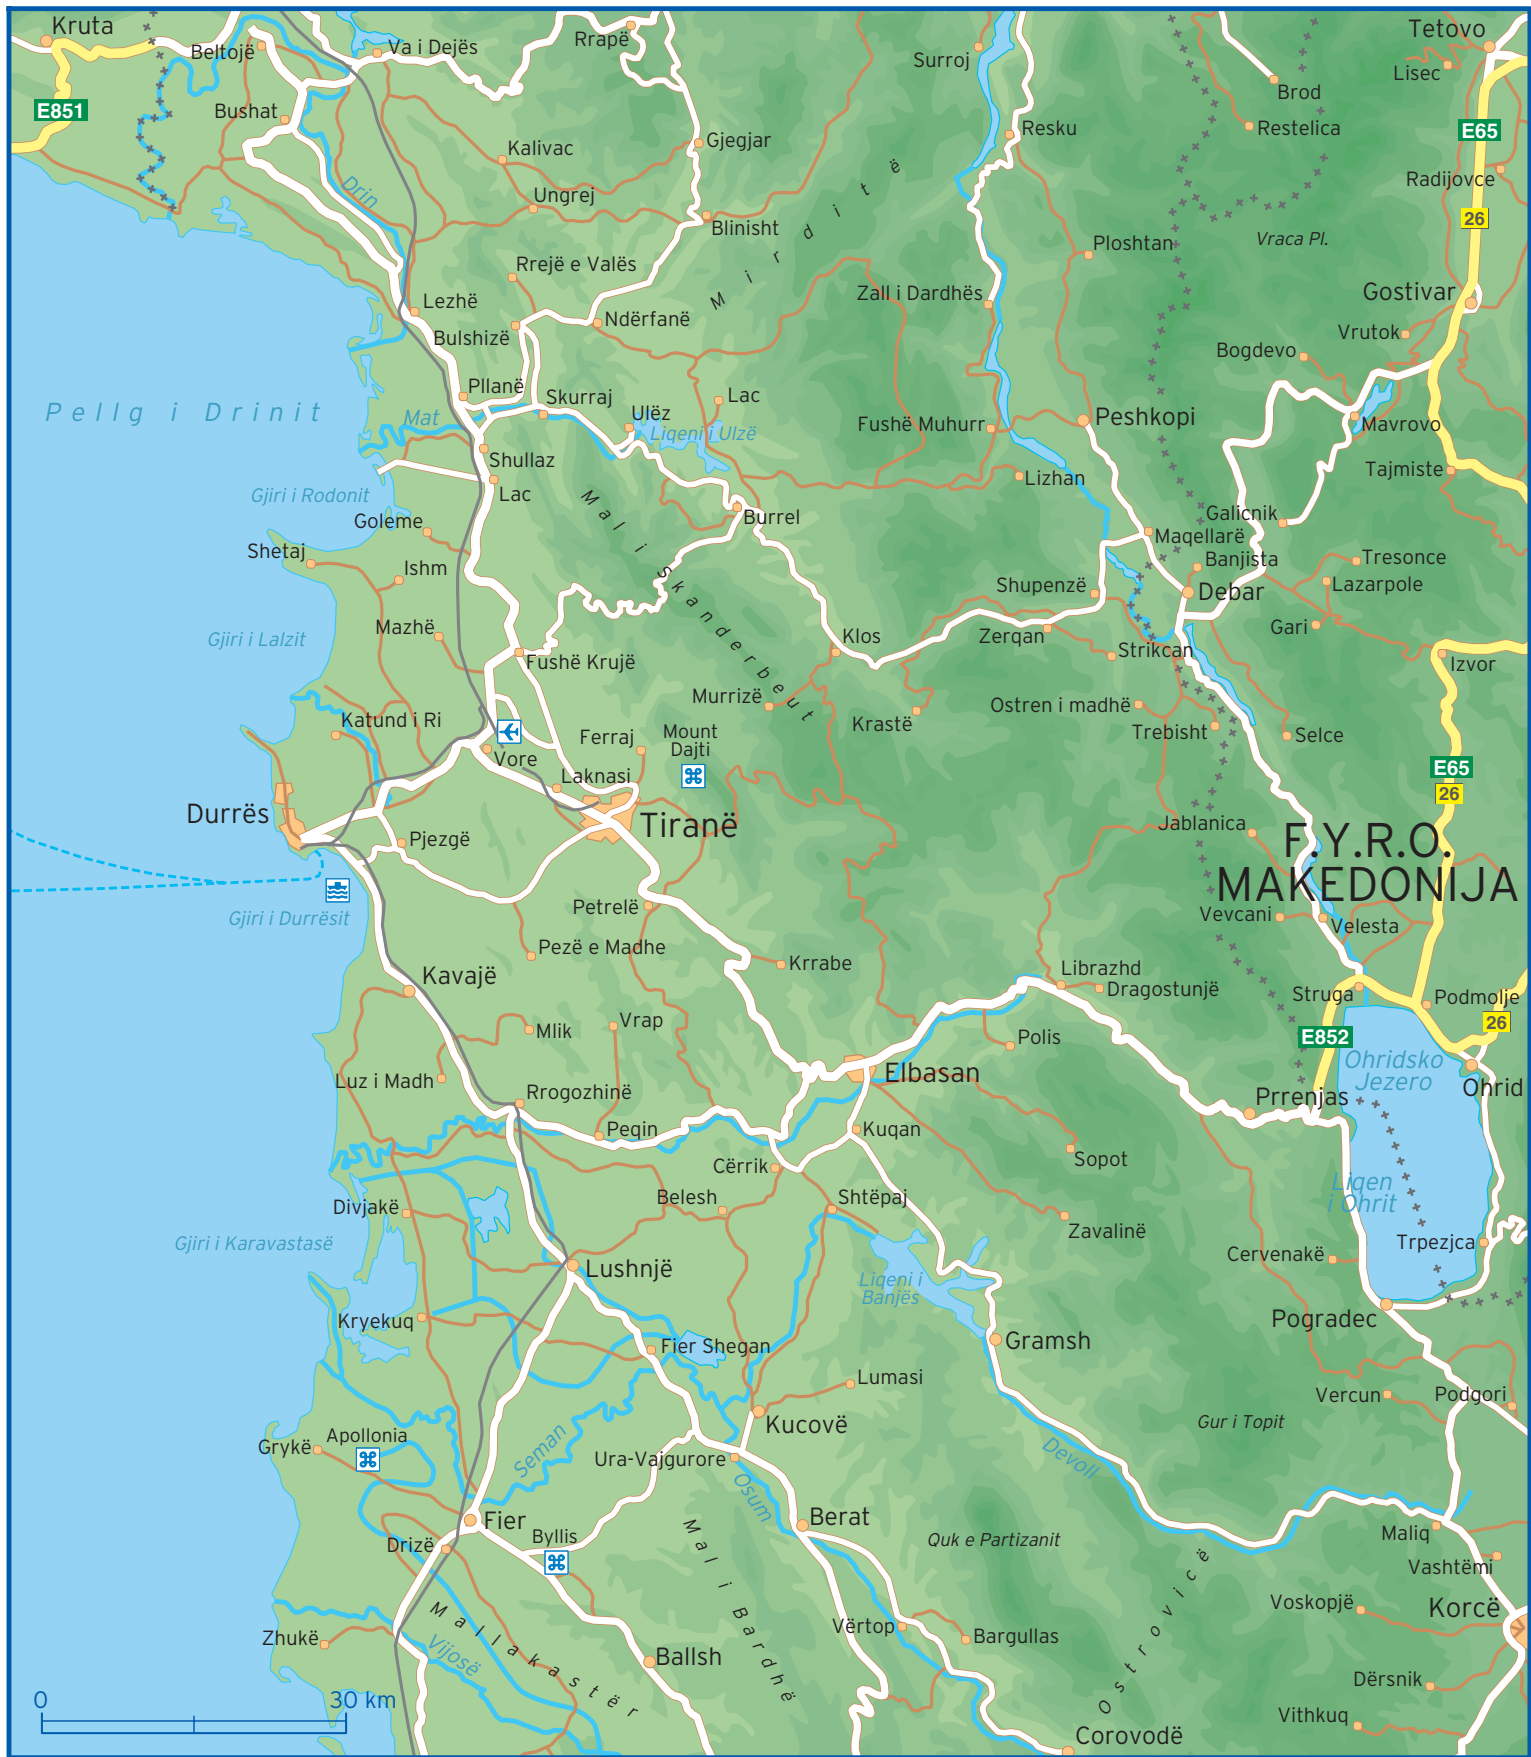 Kruta
Beltojë
Va i Dejës
Rrapë
Surroj
Tetovo
Lisec
E851
Bushat
Brod
Resku
Restelica
E65
Kalivac
Gjegjar
Radijovce
Drin
Ungrej
Blinisht
Mirditë
26
Ploshtan
Vraca Pl.
Rrejë e Valës
Lezhë
Zall i Dardhës
Gostivar
Ndërfanë
Bulshizë
Vrutok
Bogdevo
Pllanë
Skurraj
Lac
Pellg i Drinit
Mat
Ulëz
Liqeni i Ulzë
Fushë Muhurr
Peshkopi
Mavrovo
Shullaz
Tajmiste
Lizhan
Lac
Gjiri i Rodonit
Goleme
Mal i Skanderbeut
Burrel
Galicnik
Maqellarë
Shetaj
Ishm
Banjista
Tresonce
Shupenzë
Debar
Lazarpole
Gjiri i Lalzit
Mazhë
Klos
Zerqan
Gari
Strikcan
Fushë Krujë
Izvor
Murrizë
Krastë
Ostren i madhë
Katund i Ri
Ferraj
Mount
Dajti
Trebisht
Selce
Vore
Laknasi
E65
26
Durrës
Tiranë
Jablanica
F.Y.R.O.
MAKEDONIJA
Pjezgë
Petrelë
Gjiri i Durrësit
Vevcani
Velesta
Pezë e Madhe
Krrabe
Kavajë
Librazhd
Dragostunjë
Struga
Podmolje
26
Mlik
Vrap
Polis
E852
Ohridsko
Jezero
Luz i Madh
Elbasan
Ohrid
Rrogozhinë
Prrenjas
Peqin
Kuqan
Sopot
Cërrik
Liqen
i Ohrit
Divjakë
Belesh
Shtëpaj
Zavalinë
Gjiri i Karavastasë
Trpezjca
Cervenakë
Lushnjë
Liqeni i
Banjës
Kryekuq
Pogradec
Fier Shegan
Gramsh
Lumasi
Vercun
Podgori
Kucovë
Gur i Topit
Grykë
Apollonia
Seman
Ura-Vajgurore
Devoll
Osum
Fier
Berat
Byllis
Drizë
Quk e Partizanit
Maliq
Vashtëmi
Mal i Bardhë
Ostrovicë
Voskopjë
Korcë
Mallakastër
Zhukë
Vijosë
Vërtop
Bargullas
Ballsh
Dërsnik
0
30 km
Vithkuq
Corovodë